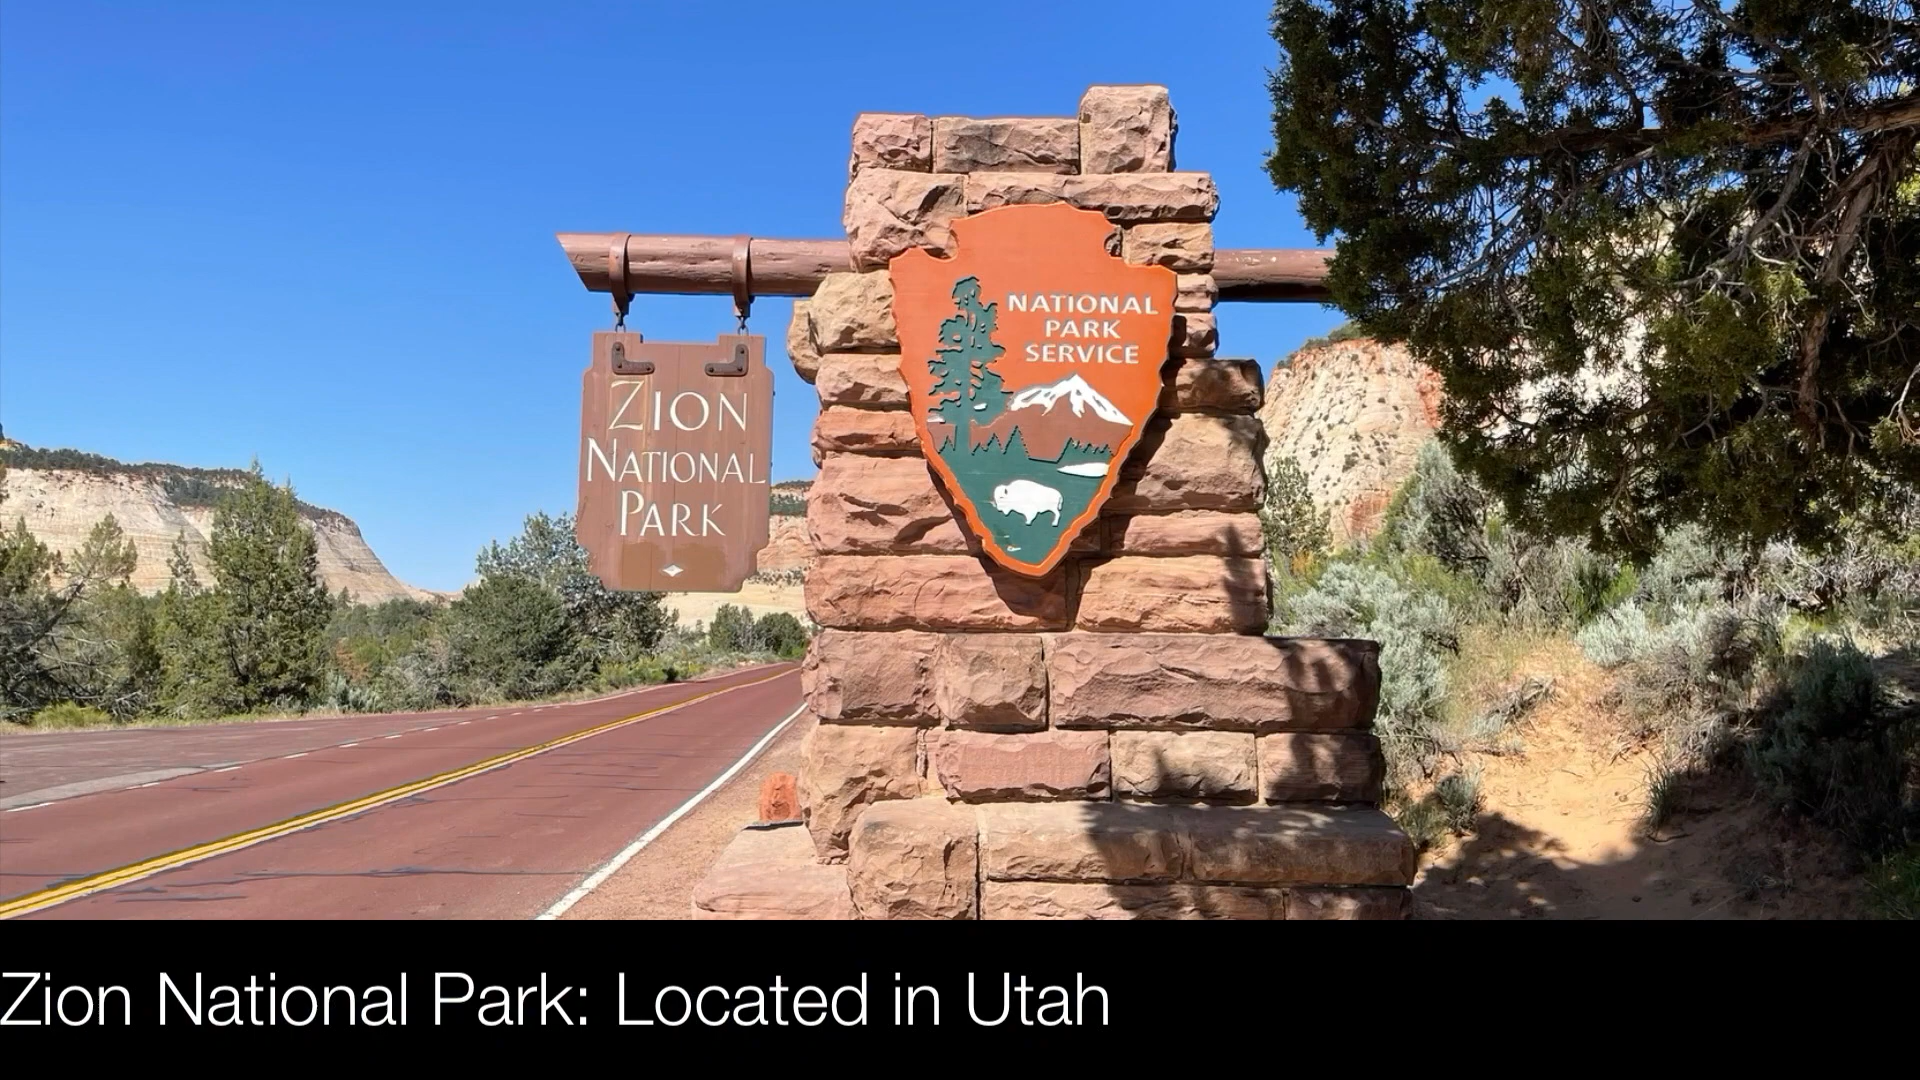 ZION
NATIONAL
PARK
NATIONAL
PARK
SERVICE
Zion National Park: Located in Utah